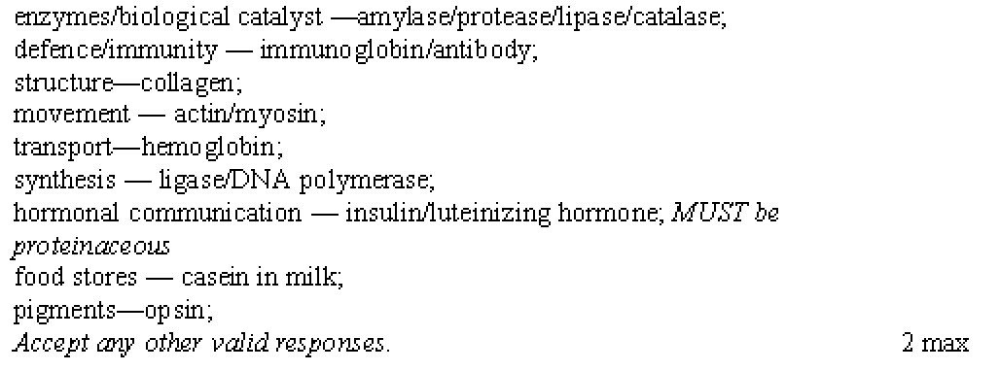 enzymes/biological catalyst —amylase/protease/lipase/catalase;
defence/immunity — immunoglobin/antibody;
structure—collagen;
movement — actin/myosin;
transport—hemoglobin;
synthesis — ligase/DNA polymerase;
hormonal communication — insulin/luteinizing hormone; MUST be
proteinaceous
food stores — casein in milk;
pigments—opsin;
Accept any other valid responses. 2 max